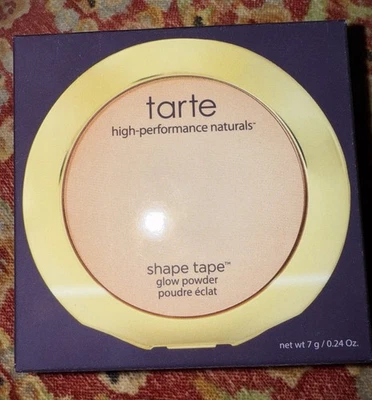 tarte
high-performance naturals™
shape tape™
glow powder
poudre éclat
net wt 7 g / 0.24 Oz.